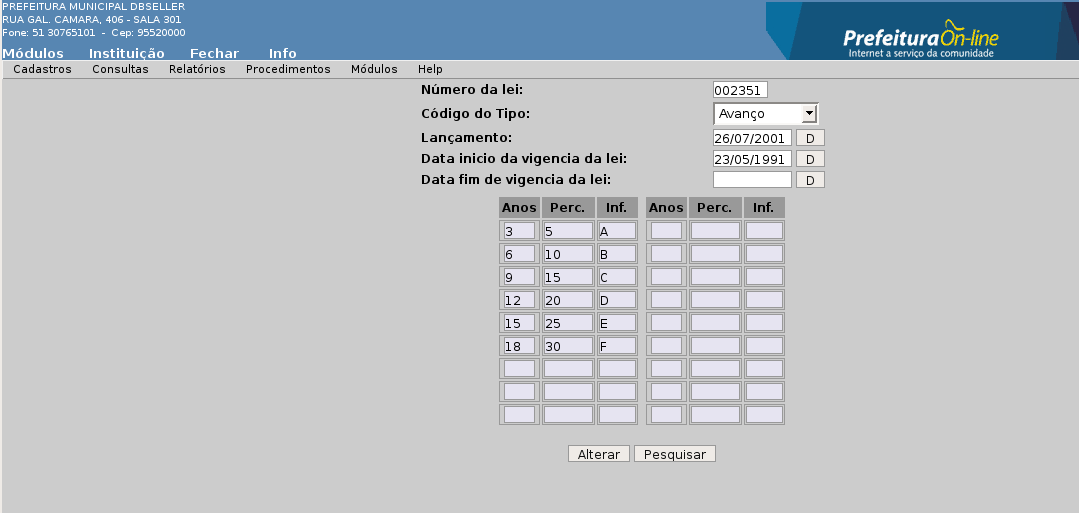 PREFEITURA MUNICIPAL DBSELLER
RUA GAL. CAMARA, 406 - SALA 301
Fone: 51 30765101 - Cep: 95520000
Prefeitura On-line
Internet a serviço da comunidade
Módulos Instituição Fechar Info
Cadastros Consultas Relatórios Procedimentos Módulos Help
Número da lei: 002351
Código do Tipo: Avanço
Lançamento: 26/07/2001 D
Data inicio da vigencia da lei: 23/05/1991 D
Data fim de vigencia da lei: D
Anos Perc. Inf. Anos Perc. Inf.
3 5 A
6 10 B
9 15 C
12 20 D
15 25 E
18 30 F
Alterar Pesquisar